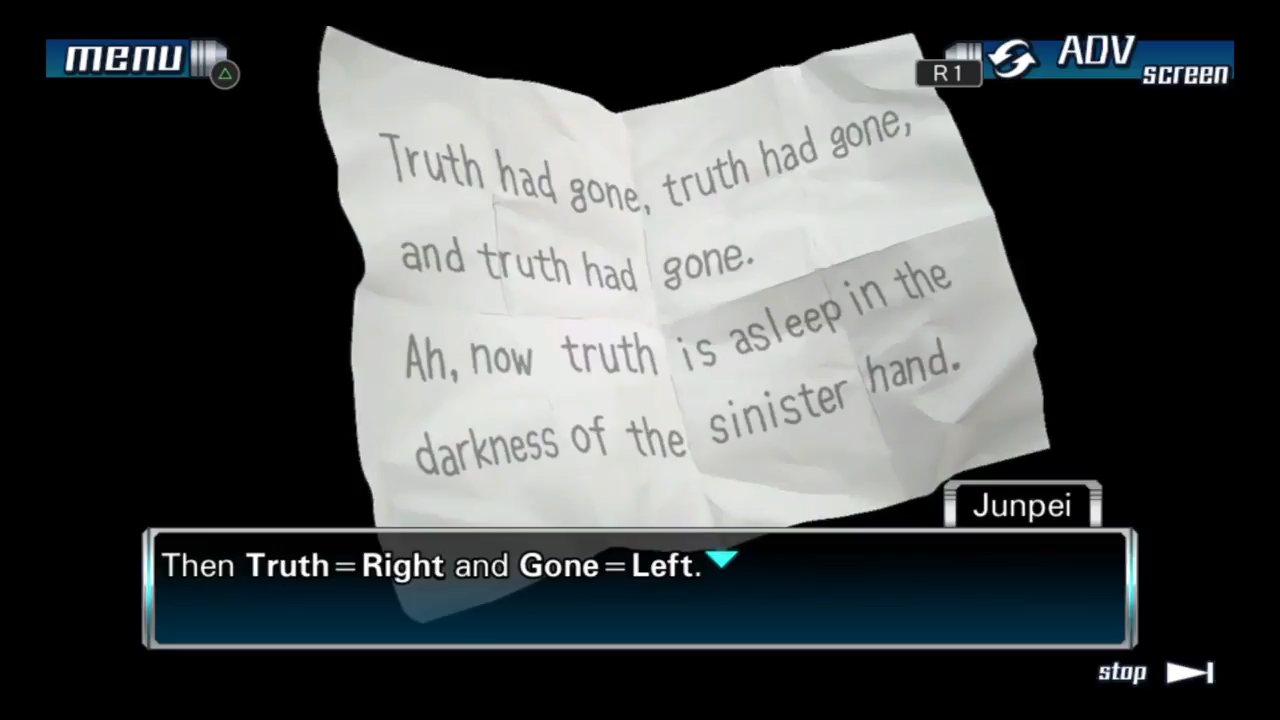 menu
R1
ADV
screen
Truth had gone, truth had gone,
and truth had gone.
Ah, now truth is asleep in the
darkness of the sinister hand.
Junpei
Then Truth=Right and Gone=Left.
stop